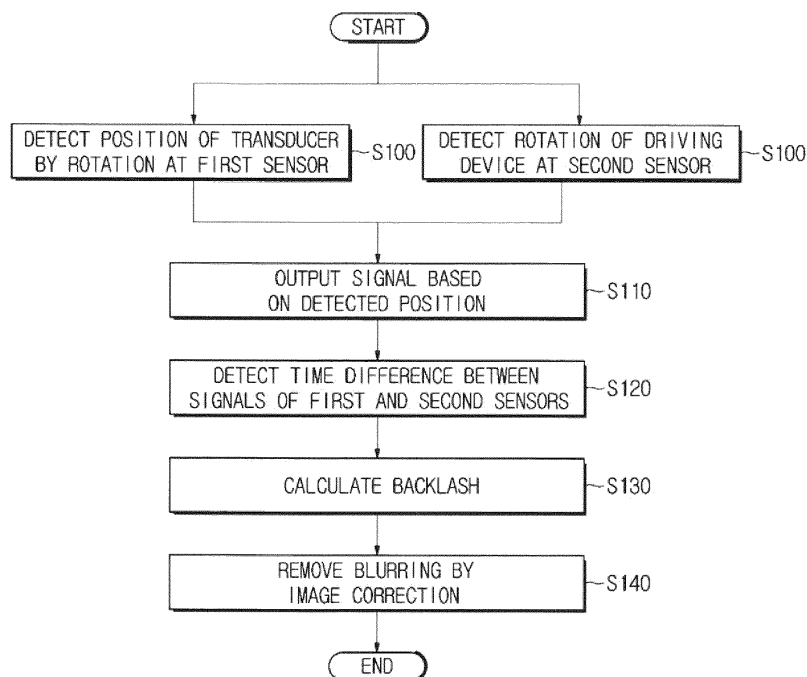 START
DETECT POSITION OF TRANSDUCER
BY ROTATION AT FIRST SENSOR
S100
DETECT ROTATION OF DRIVING
DEVICE AT SECOND SENSOR
S100
OUTPUT SIGNAL BASED
ON DETECTED POSITION
S110
DETECT TIME DIFFERENCE BETWEEN
SIGNALS OF FIRST AND SECOND SENSORS
S120
CALCULATE BACKLASH
S130
REMOVE BLURRING BY
IMAGE CORRECTION
S140
END